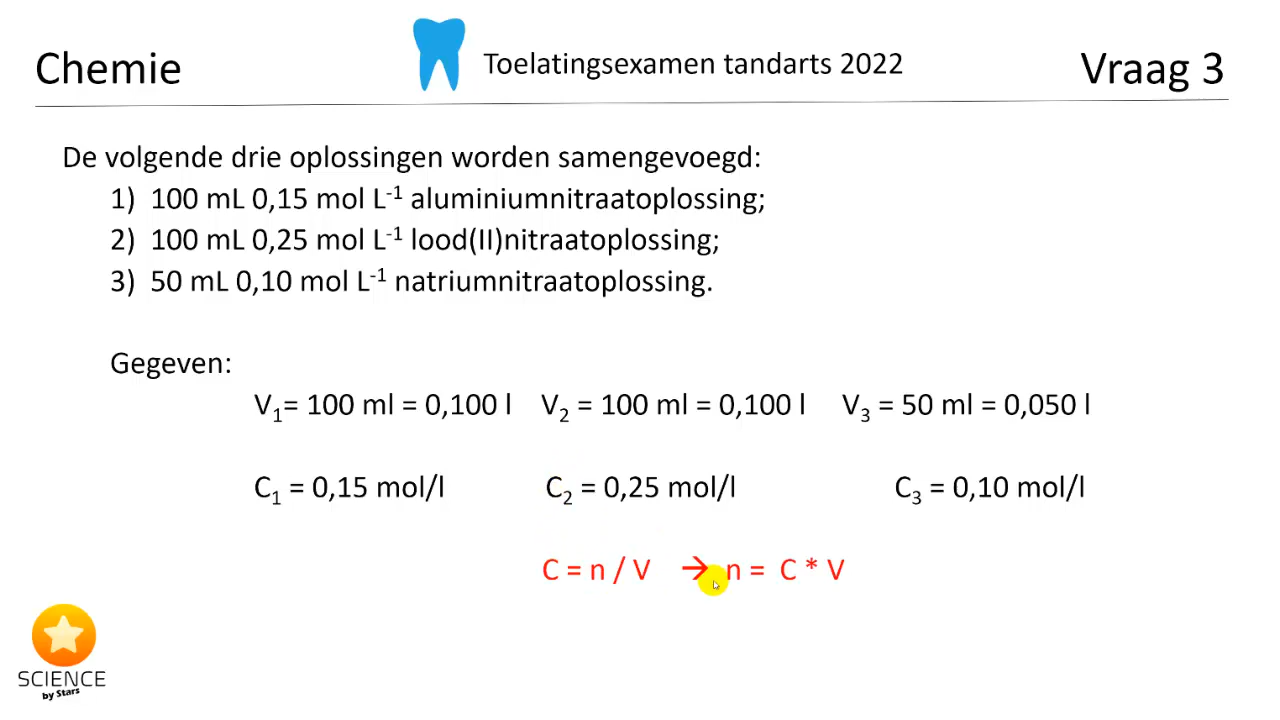 Chemie
Toelatingsexamen tandarts 2022
Vraag 3
De volgende drie oplossingen worden samengevoegd:
1) 100 mL 0,15 mol L⁻¹ aluminiumnitraatoplossing;
2) 100 mL 0,25 mol L⁻¹ lood(II)nitraatoplossing;
3) 50 mL 0,10 mol L⁻¹ natriumnitraatoplossing.
Gegeven:
V₁= 100 ml = 0,100 l V₂ = 100 ml = 0,100 l V₃ = 50 ml = 0,050 l
C₁ = 0,15 mol/l C₂ = 0,25 mol/l C₃ = 0,10 mol/l
C = n / V → n = C * V
SCIENCE
by Stars